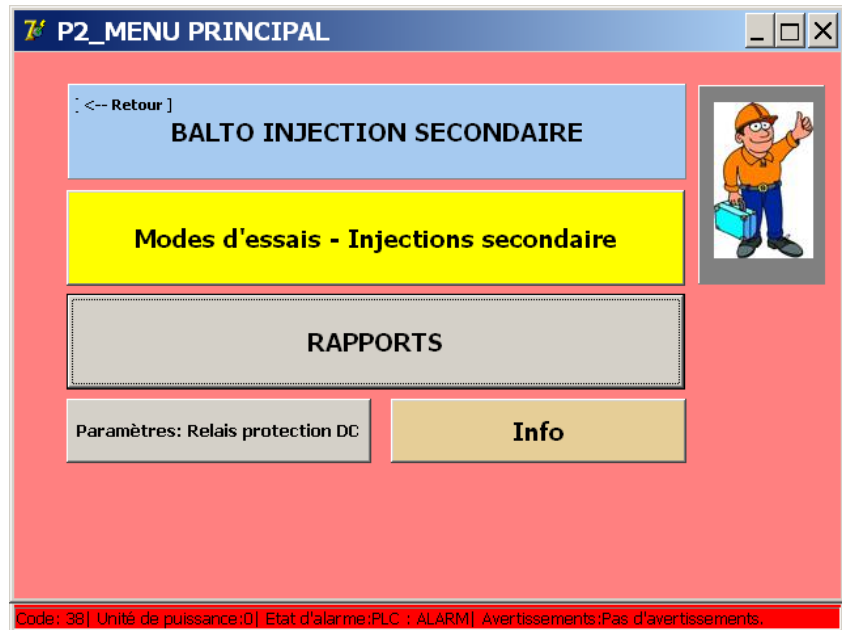 P2_MENU PRINCIPAL
[ <-- Retour ]
BALTO INJECTION SECONDAIRE
Modes d'essais - Injections secondaire
RAPPORTS
Paramètres: Relais protection DC
Info
Code: 38| Unité de puissance:0| Etat d'alarme:PLC : ALARM| Avertissements:Pas d'avertissements.